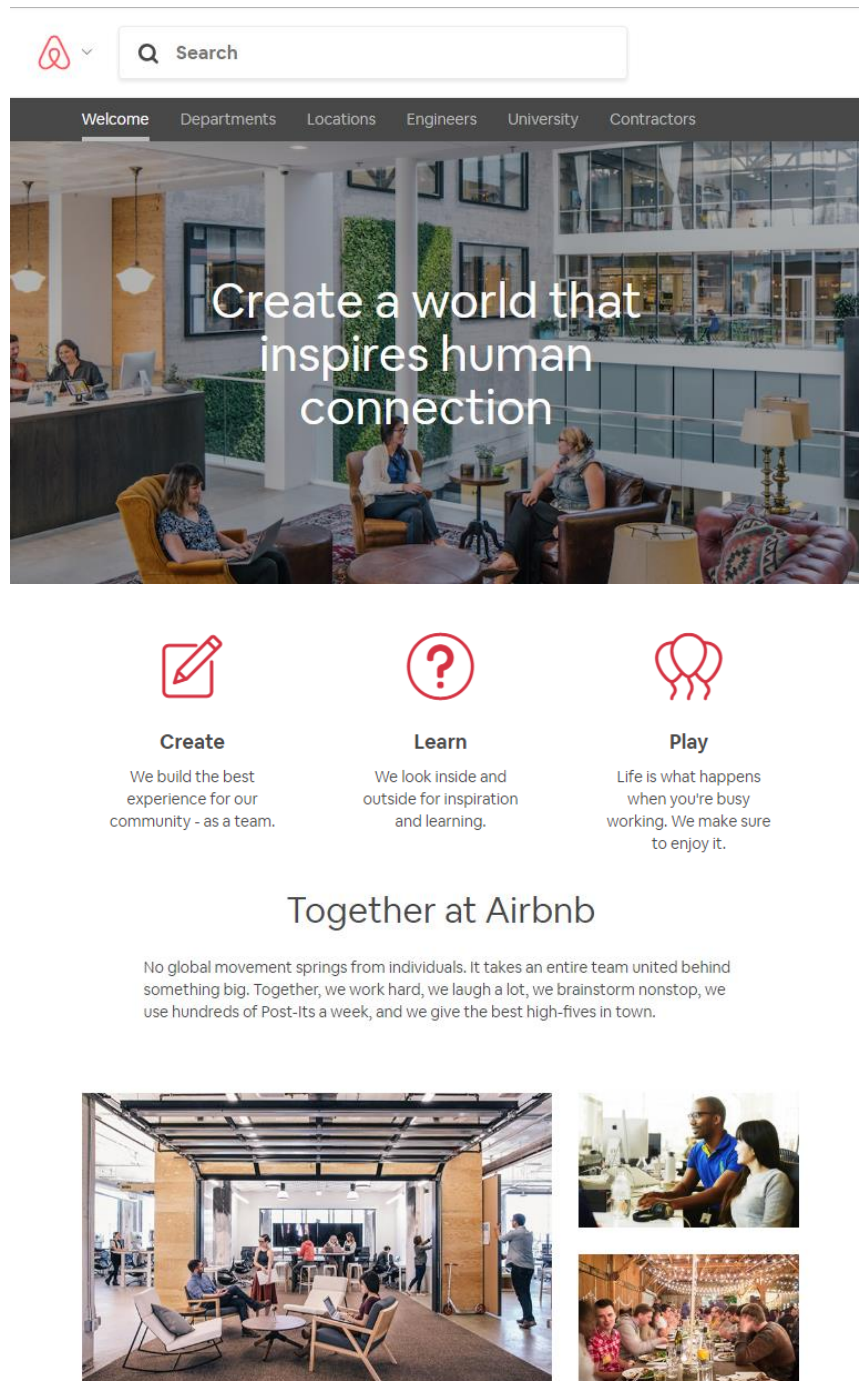 Search
Welcome Departments Locations Engineers University Contractors
Create a world that
inspires human
connection
Create
We build the best
experience for our
community - as a team.
Learn
We look inside and
outside for inspiration
and learning.
Play
Life is what happens
when you're busy
working. We make sure
to enjoy it.
Together at Airbnb
No global movement springs from individuals. It takes an entire team united behind
something big. Together, we work hard, we laugh a lot, we brainstorm nonstop, we
use hundreds of Post-Its a week, and we give the best high-fives in town.